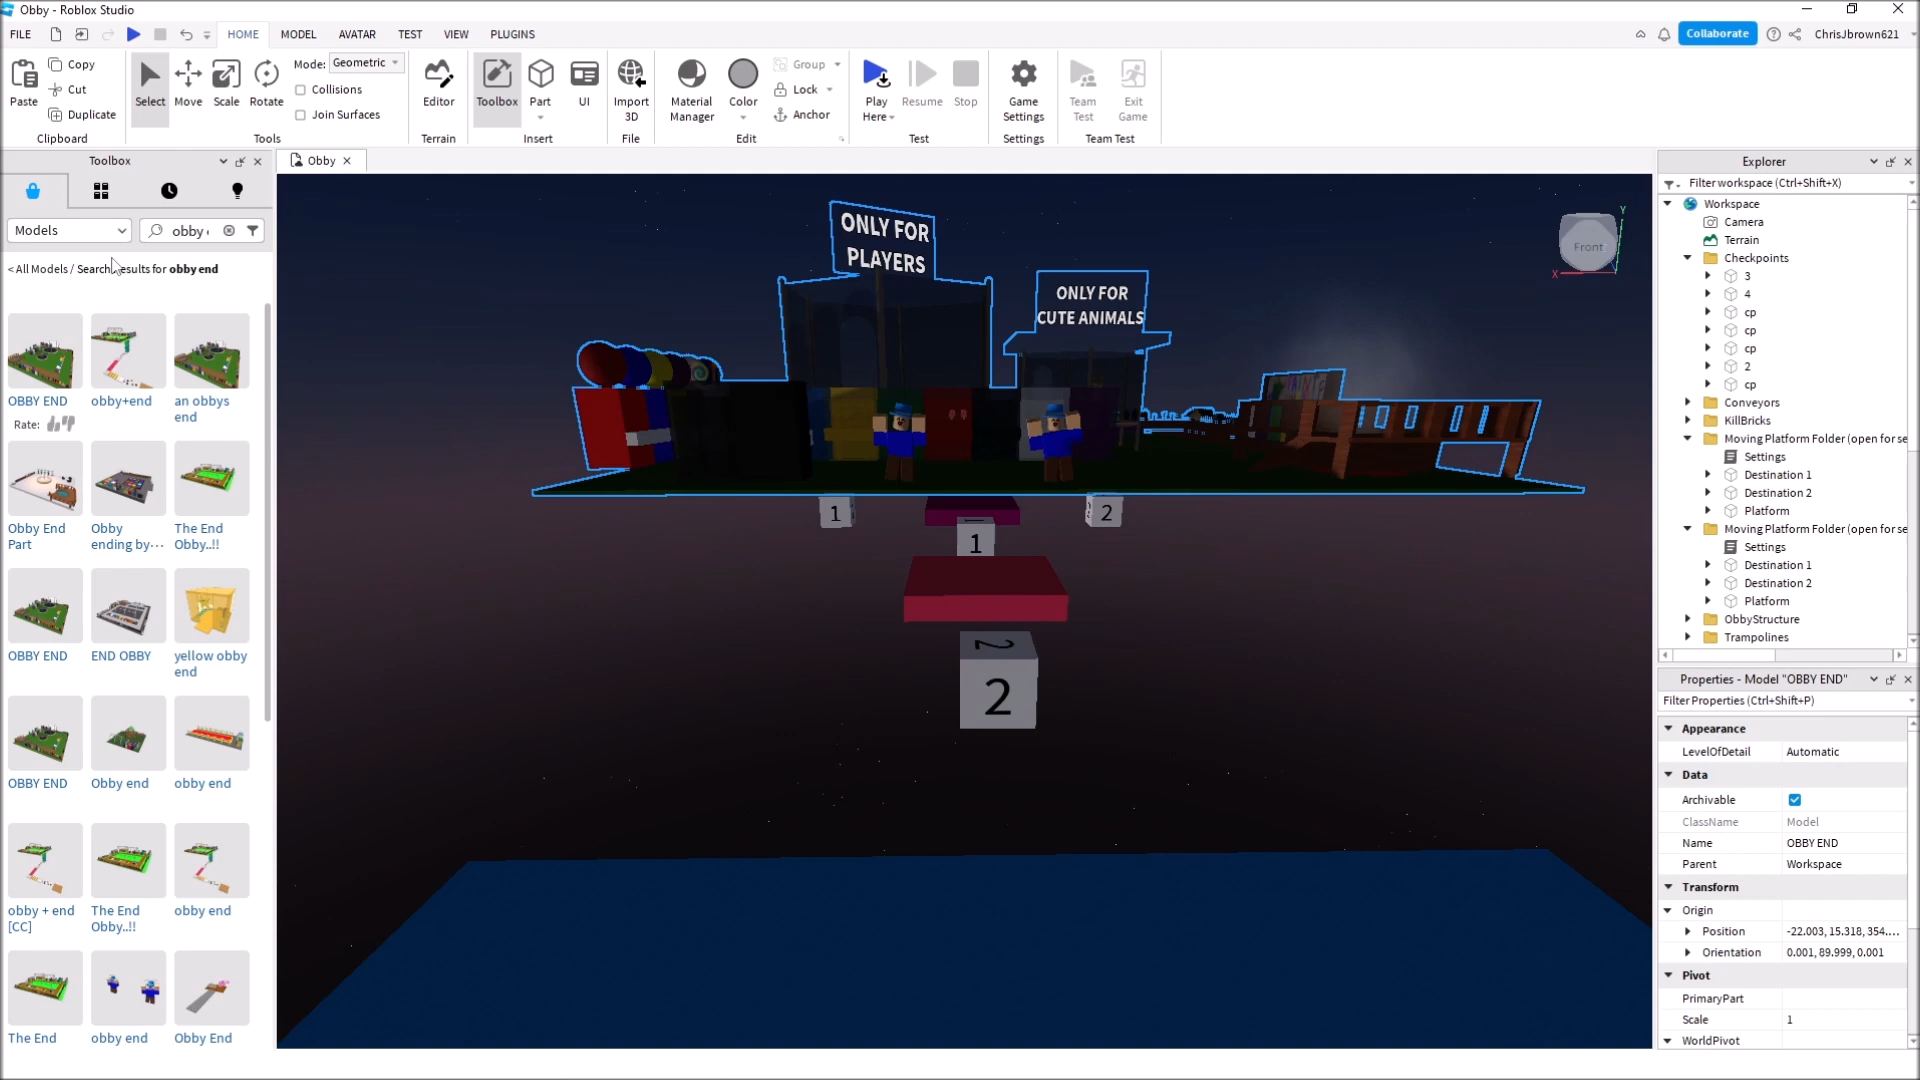 Obby - Roblox Studio
FILE
HOME
MODEL
AVATAR
TEST
VIEW
PLUGINS
Collaborate
ChrisJbrown621
Paste
Copy
Cut
Duplicate
Clipboard
Select
Move
Scale
Rotate
Mode:
Geometric
Collisions
Join Surfaces
Tools
Editor
Terrain
Toolbox
Part
UI
Insert
Import
3D
File
Material
Manager
Color
Group
Lock
Anchor
Edit
Play
Here
Resume
Stop
Test
Game
Settings
Settings
Team
Test
Exit
Game
Team Test
Toolbox
Models
obby
< All Models / Search results for obby end
OBBY END
Rate:
obby+end
an obbys
end
Obby End
Part
Obby
ending by···
The End
Obby..!!
OBBY END
END OBBY
yellow obby
end
OBBY END
Obby end
obby end
obby + end
[CC]
The End
Obby..!!
obby end
The End
obby end
Obby End
Obby
ONLY FOR
PLAYERS
ONLY FOR
CUTE ANIMALS
1
2
1
2
2
Front
Y
X
Explorer
Filter workspace (Ctrl+Shift+X)
Workspace
Camera
Terrain
Checkpoints
3
4
cp
cp
cp
2
cp
Conveyors
KillBricks
Moving Platform Folder (open for se
Settings
Destination 1
Destination 2
Platform
Moving Platform Folder (open for se
Settings
Destination 1
Destination 2
Platform
ObbyStructure
Trampolines
Properties - Model "OBBY END"
Filter Properties (Ctrl+Shift+P)
Appearance
LevelOfDetail Automatic
Data
Archivable
ClassName Model
Name OBBY END
Parent Workspace
Transform
Origin
Position -22.003, 15.318, 354....
Orientation 0.001, 89.999, 0.001
Pivot
PrimaryPart
Scale 1
WorldPivot